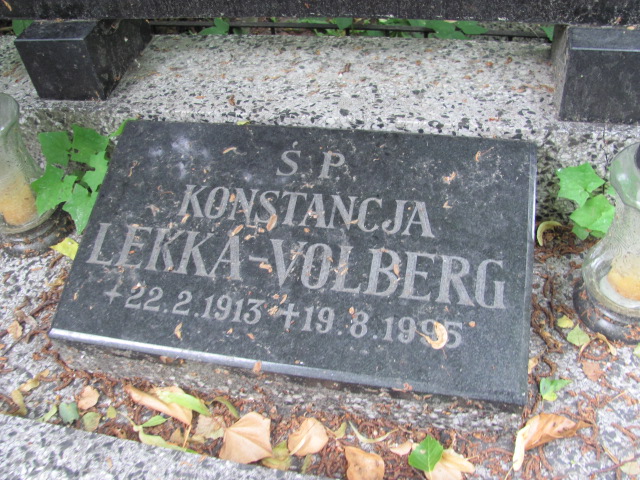 Ś P.
KONSTANCJA
LEKKA-VOLBERG
+22.2.1913 +19.8.1995